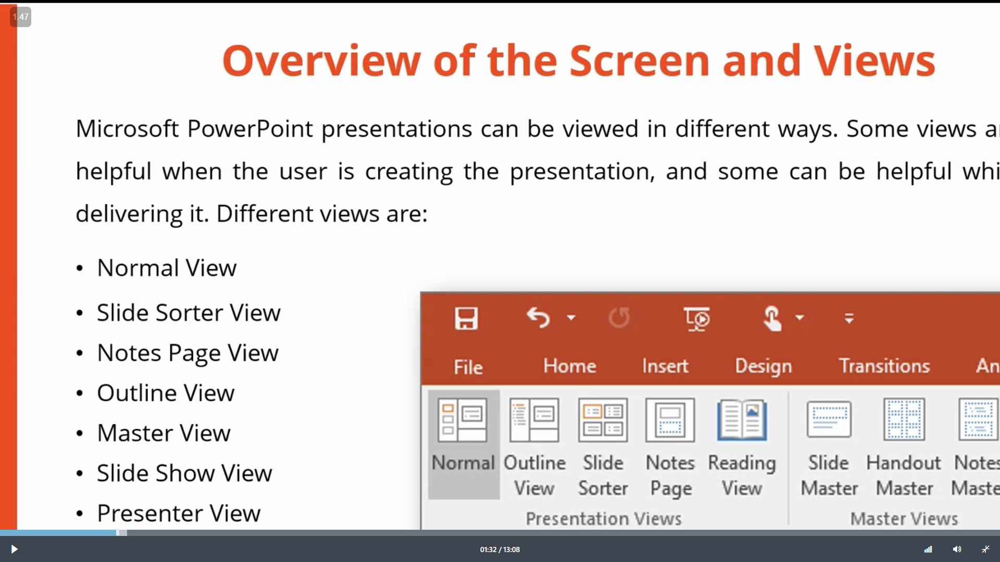 1.47
Overview of the Screen and Views
Microsoft PowerPoint presentations can be viewed in different ways. Some views
helpful when the user is creating the presentation, and some can be helpful
delivering it. Different views are:
• Normal View
• Slide Sorter View
• Notes Page View
• Outline View
• Master View
• Slide Show View
• Presenter View
File Home Insert Design Transitions
Normal Outline Slide Notes Reading Slide Handout Notes
View Sorter Page View Master Master
Presentation Views Master Views
01:32 / 13:08